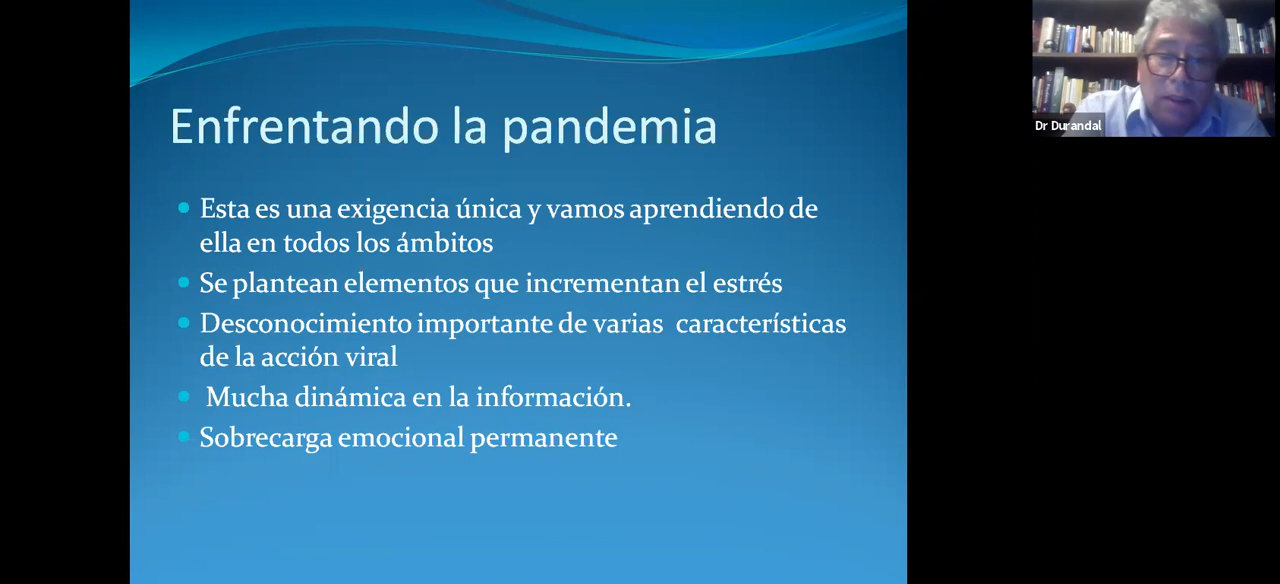 Enfrentando la pandemia
Esta es una exigencia única y vamos aprendiendo de
ella en todos los ámbitos
Se plantean elementos que incrementan el estrés
Desconocimiento importante de varias características
de la acción viral
Mucha dinámica en la información.
Sobrecarga emocional permanente
Dr Durandal